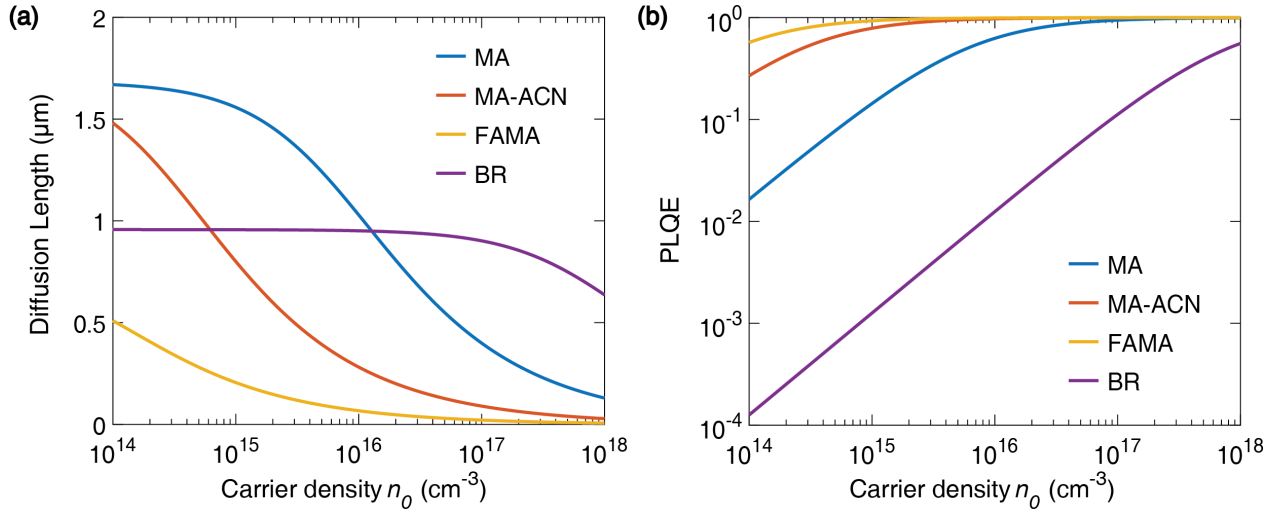 (a)
2
1.5
1
0.5
0
Diffusion Length (μm)
MA
MA-ACN
FAMA
BR
10^14
10^15
10^16
10^17
10^18
Carrier density n_0 (cm^-3)
(b)
10^0
10^-1
10^-2
10^-3
10^-4
PLQE
MA
MA-ACN
FAMA
BR
10^14
10^15
10^16
10^17
10^18
Carrier density n_0 (cm^-3)